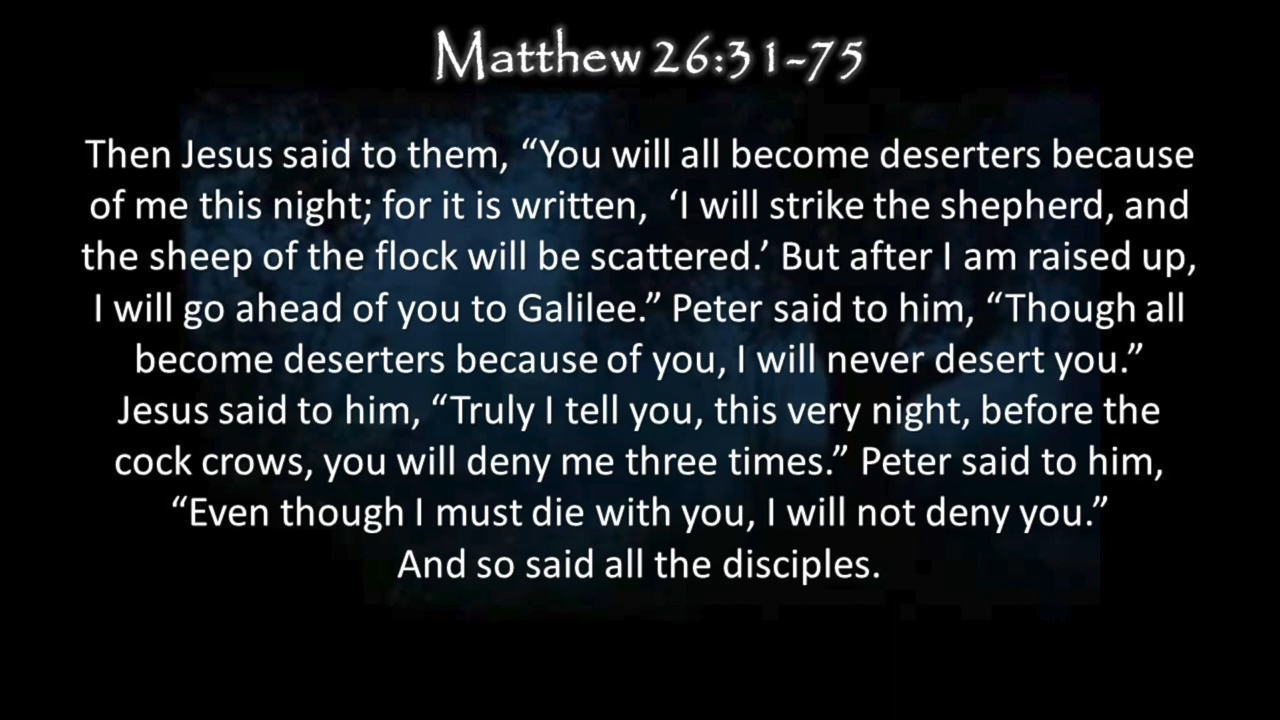 Matthew 26:31-75
Then Jesus said to them, “You will all become deserters because
of me this night; for it is written,  ‘I will strike the shepherd, and
the sheep of the flock will be scattered.’ But after I am raised up,
I will go ahead of you to Galilee.” Peter said to him, “Though all
become deserters because of you, I will never desert you.”
Jesus said to him, “Truly I tell you, this very night, before the
cock crows, you will deny me three times.” Peter said to him,
“Even though I must die with you, I will not deny you.”
And so said all the disciples.